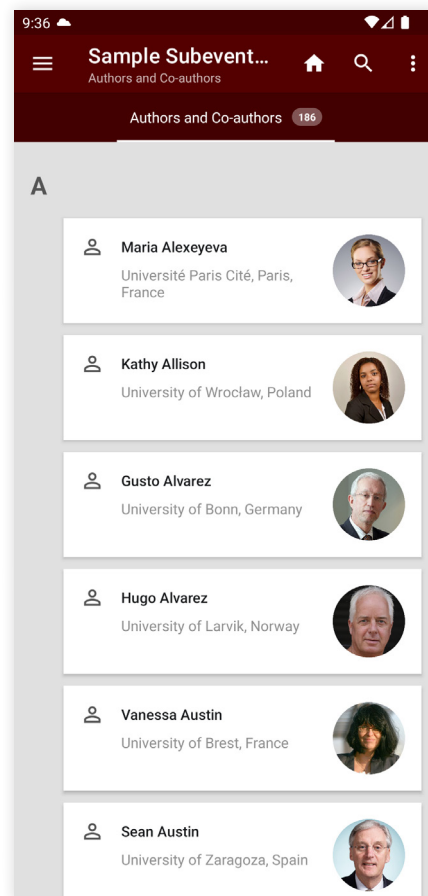 9:36
Sample Subevent...
Authors and Co-authors
Authors and Co-authors 186
A
Maria Alexeyeva
Université Paris Cité, Paris,
France
Kathy Allison
University of Wrocław, Poland
Gusto Alvarez
University of Bonn, Germany
Hugo Alvarez
University of Larvik, Norway
Vanessa Austin
University of Brest, France
Sean Austin
University of Zaragoza, Spain